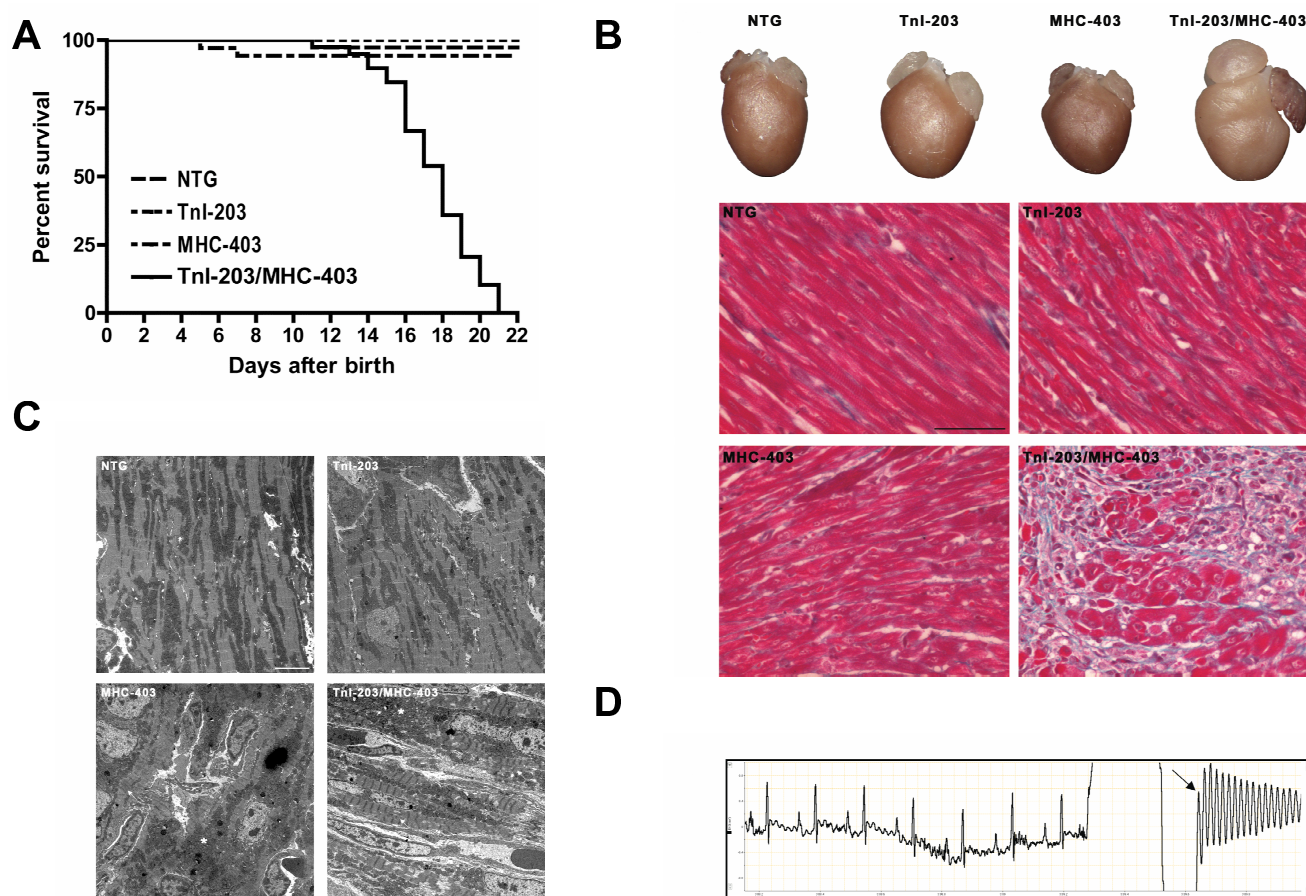 A
100
75
50
25
0
Percent survival
NTG
TnI-203
MHC-403
TnI-203/MHC-403
0 2 4 6 8 10 12 14 16 18 20 22
Days after birth
B
NTG TnI-203 MHC-403 TnI-203/MHC-403
NTG TnI-203
MHC-403 TnI-203/MHC-403
C
NTG TnI-203
MHC-403 TnI-203/MHC-403
* *
D